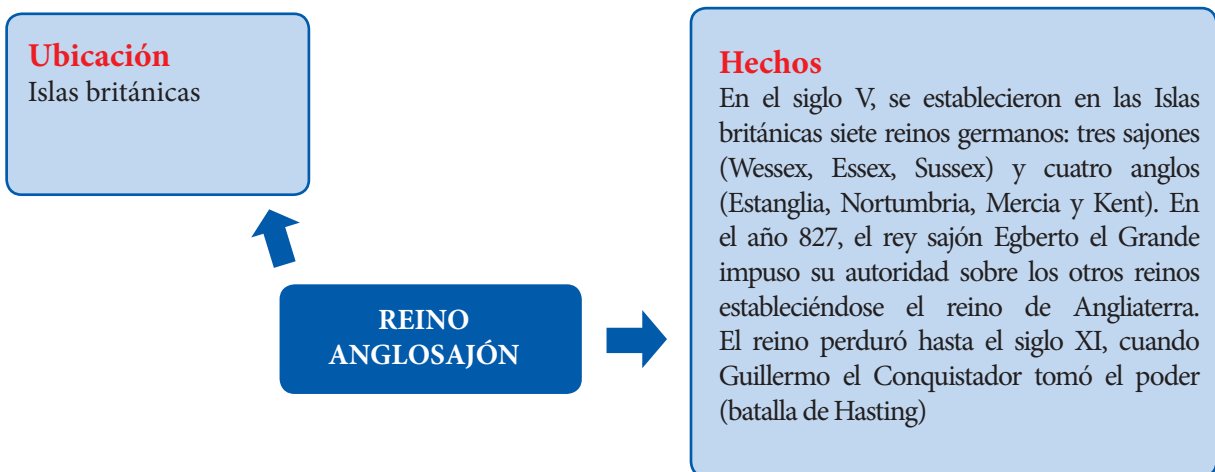 Ubicación
Islas británicas
Hechos
En el siglo V, se establecieron en las Islas
británicas siete reinos germanos: tres sajones
(Wessex, Essex, Sussex) y cuatro anglos
(Estanglia, Nortumbria, Mercia y Kent). En
el año 827, el rey sajón Egberto el Grande
impuso su autoridad sobre los otros reinos
estableciéndose el reino de Angliaterra.
El reino perduró hasta el siglo XI, cuando
Guillermo el Conquistador tomó el poder
(batalla de Hasting)
REINO
ANGLOSAJÓN